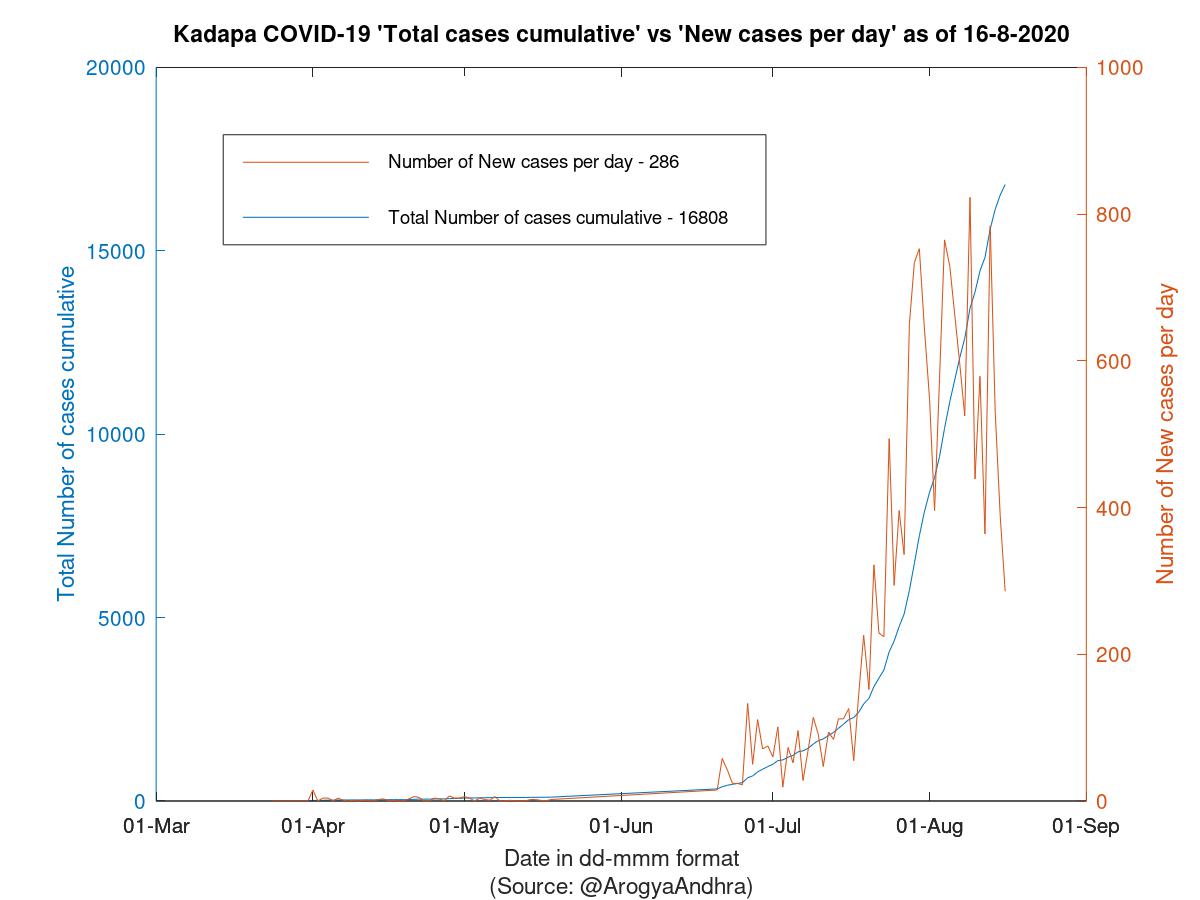 Kadapa COVID-19 'Total cases cumulative' vs 'New cases per day' as of 16-8-2020
20000
1000
Number of New cases per day - 286
Total Number of cases cumulative - 16808
800
15000
600
10000
400
5000
200
0
0
Total Number of cases cumulative
Number of New cases per day
01-Mar 01-Apr 01-May 01-Jun 01-Jul 01-Aug 01-Sep
Date in dd-mmm format
(Source: @ArogyaAndhra)